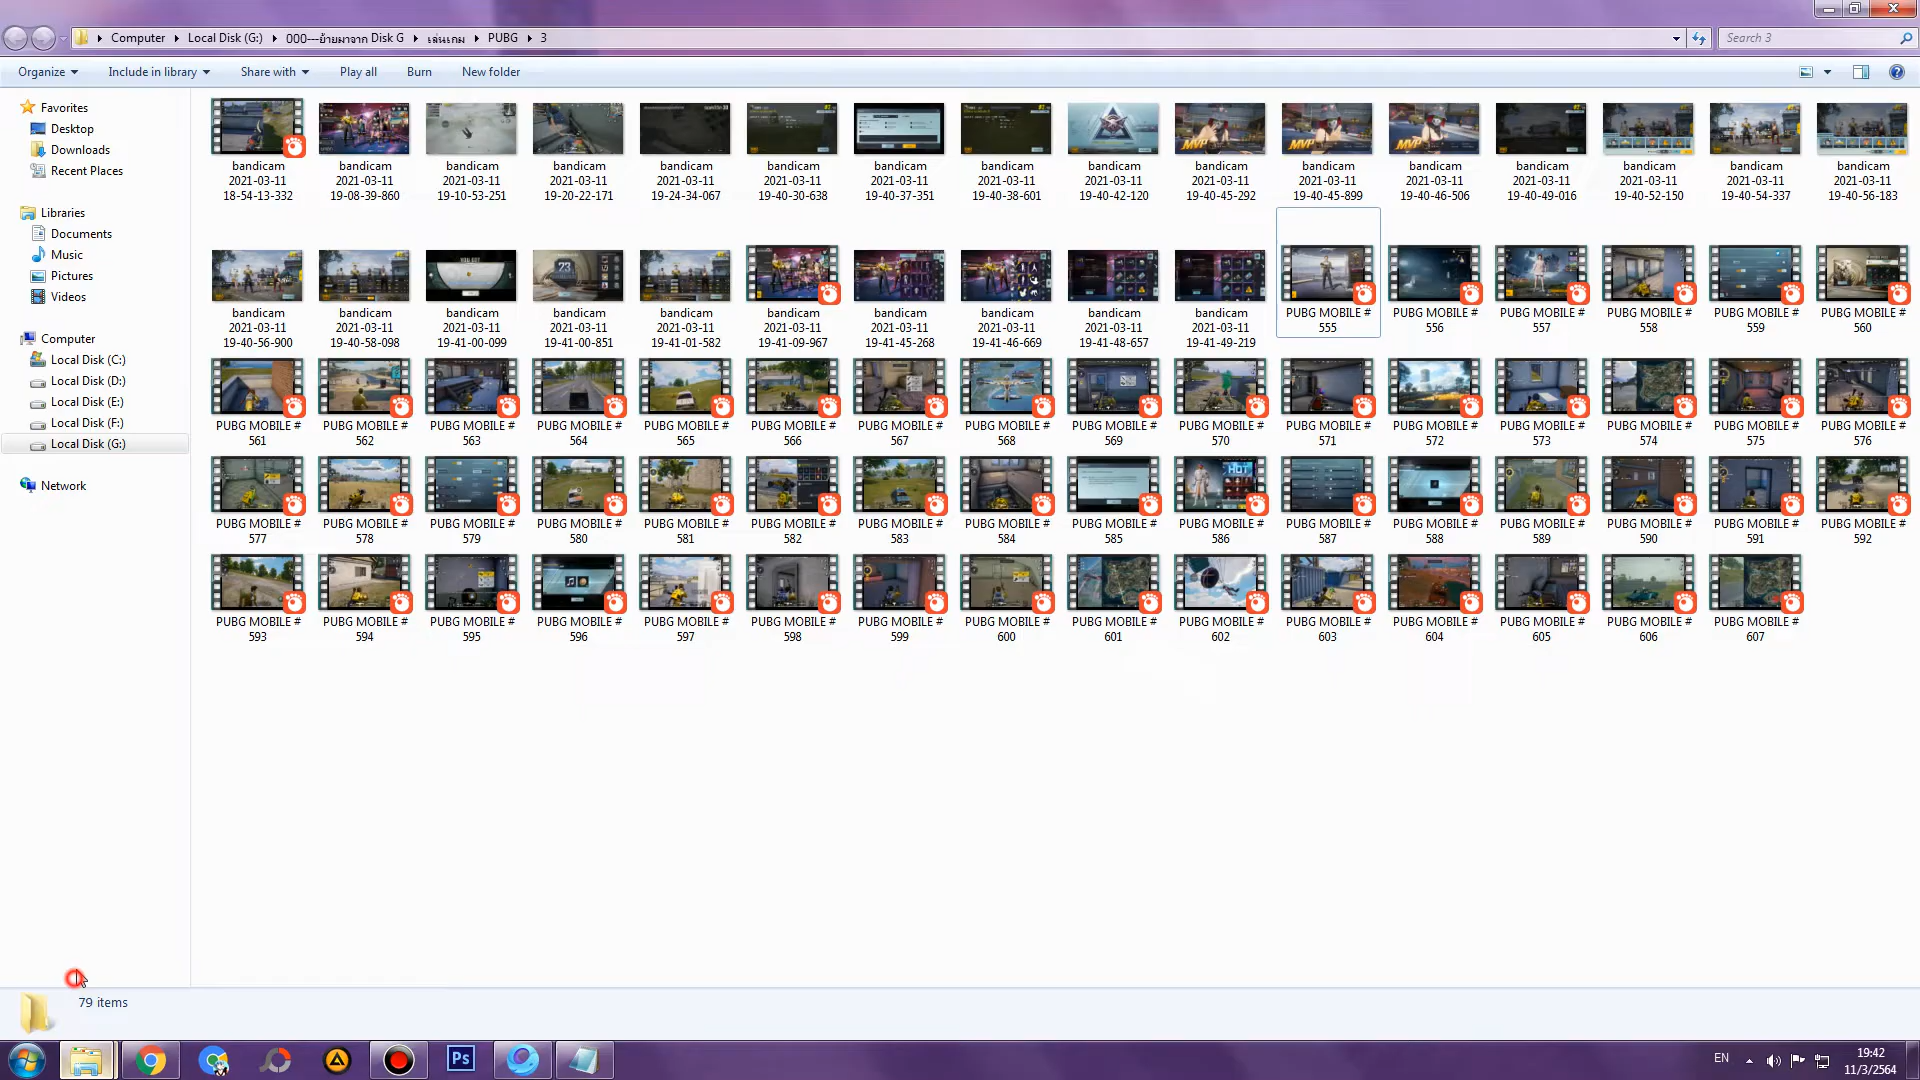 Computer Local Disk (G:) 000---ย้ายมาจาก Disk G เล่นเกม PUBG 3
Search 3
Organize Include in library Share with Play all Burn New folder
Favorites
Desktop
Downloads
Recent Places
Libraries
Documents
Music
Pictures
Videos
Computer
Local Disk (C:)
Local Disk (D:)
Local Disk (E:)
Local Disk (F:)
Local Disk (G:)
Network
bandicam bandicam bandicam bandicam bandicam bandicam bandicam bandicam bandicam bandicam bandicam bandicam bandicam bandicam bandicam bandicam
2021-03-11 2021-03-11 2021-03-11 2021-03-11 2021-03-11 2021-03-11 2021-03-11 2021-03-11 2021-03-11 2021-03-11 2021-03-11 2021-03-11 2021-03-11 2021-03-11 2021-03-11 2021-03-11
18-54-13-332 19-08-39-860 19-10-53-251 19-20-22-171 19-24-34-067 19-40-30-638 19-40-37-351 19-40-38-601 19-40-42-120 19-40-45-292 19-40-45-899 19-40-46-506 19-40-49-016 19-40-52-150 19-40-54-337 19-40-56-183
bandicam bandicam bandicam bandicam bandicam bandicam bandicam bandicam bandicam bandicam PUBG MOBILE # PUBG MOBILE # PUBG MOBILE # PUBG MOBILE # PUBG MOBILE # PUBG MOBILE #
2021-03-11 2021-03-11 2021-03-11 2021-03-11 2021-03-11 2021-03-11 2021-03-11 2021-03-11 2021-03-11 2021-03-11 555 556 557 558 559 560
19-40-56-900 19-40-58-098 19-41-00-099 19-41-00-851 19-41-01-582 19-41-09-967 19-41-45-268 19-41-46-669 19-41-48-657 19-41-49-219
PUBG MOBILE # PUBG MOBILE # PUBG MOBILE # PUBG MOBILE # PUBG MOBILE # PUBG MOBILE # PUBG MOBILE # PUBG MOBILE # PUBG MOBILE # PUBG MOBILE # PUBG MOBILE # PUBG MOBILE # PUBG MOBILE # PUBG MOBILE # PUBG MOBILE # PUBG MOBILE #
561 562 563 564 565 566 567 568 569 570 571 572 573 574 575 576
PUBG MOBILE # PUBG MOBILE # PUBG MOBILE # PUBG MOBILE # PUBG MOBILE # PUBG MOBILE # PUBG MOBILE # PUBG MOBILE # PUBG MOBILE # PUBG MOBILE # PUBG MOBILE # PUBG MOBILE # PUBG MOBILE # PUBG MOBILE # PUBG MOBILE # PUBG MOBILE #
577 578 579 580 581 582 583 584 585 586 587 588 589 590 591 592
PUBG MOBILE # PUBG MOBILE # PUBG MOBILE # PUBG MOBILE # PUBG MOBILE # PUBG MOBILE # PUBG MOBILE # PUBG MOBILE # PUBG MOBILE # PUBG MOBILE # PUBG MOBILE # PUBG MOBILE # PUBG MOBILE # PUBG MOBILE # PUBG MOBILE #
593 594 595 596 597 598 599 600 601 602 603 604 605 606 607
79 items
Ps
EN
19:42
11/3/2564